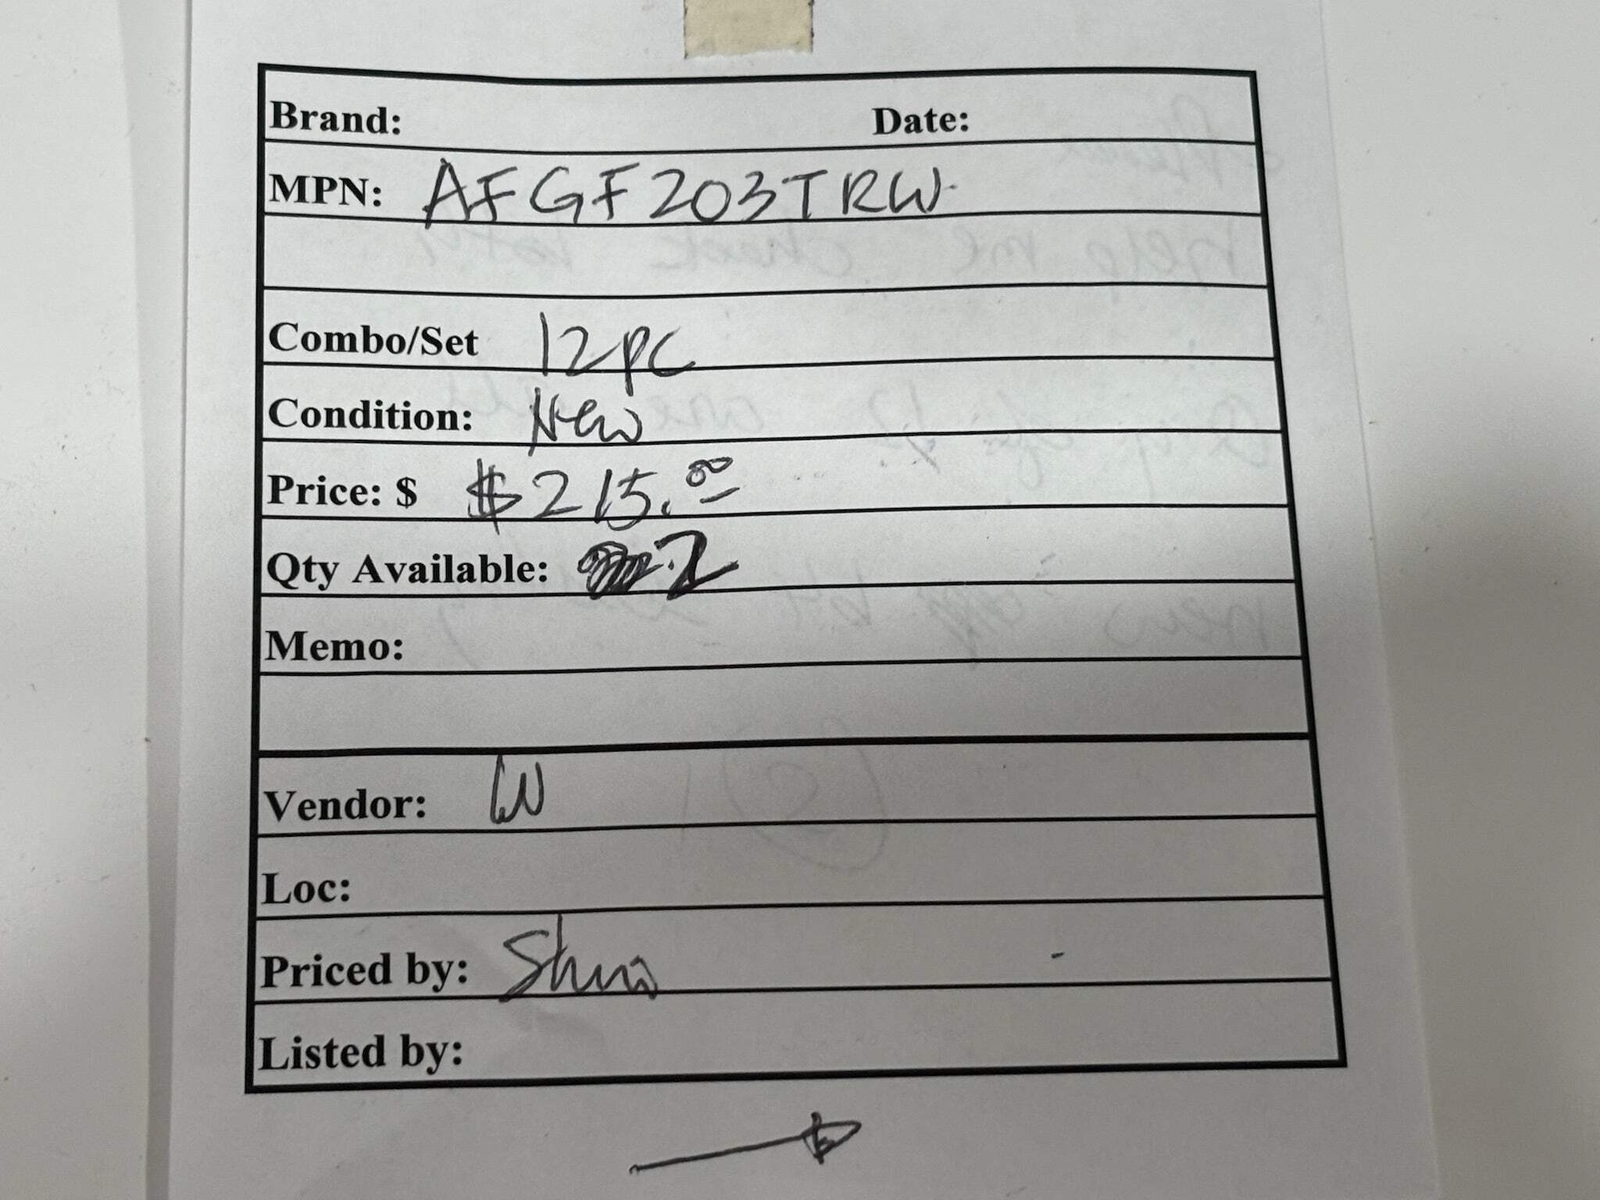 Brand: Date:
MPN: AFGF203TRW
Combo/Set 12pc
Condition: New
Price: $ $215.00
Qty Available: 2
Memo:
Vendor: W
Loc:
Priced by:
Listed by: